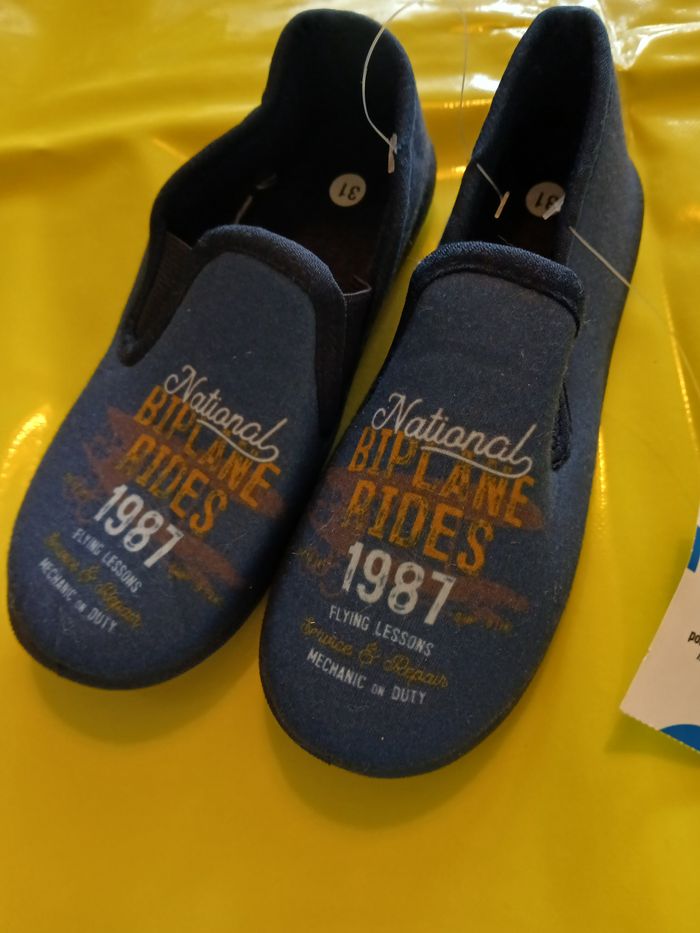 31
31
National
BIPLANE
RIDES
1987
FLYING LESSONS
Service & Repair
MECHANIC ON DUTY
National
BIPLANE
RIDES
1987
FLYING LESSONS
Service & Repair
MECHANIC ON DUTY